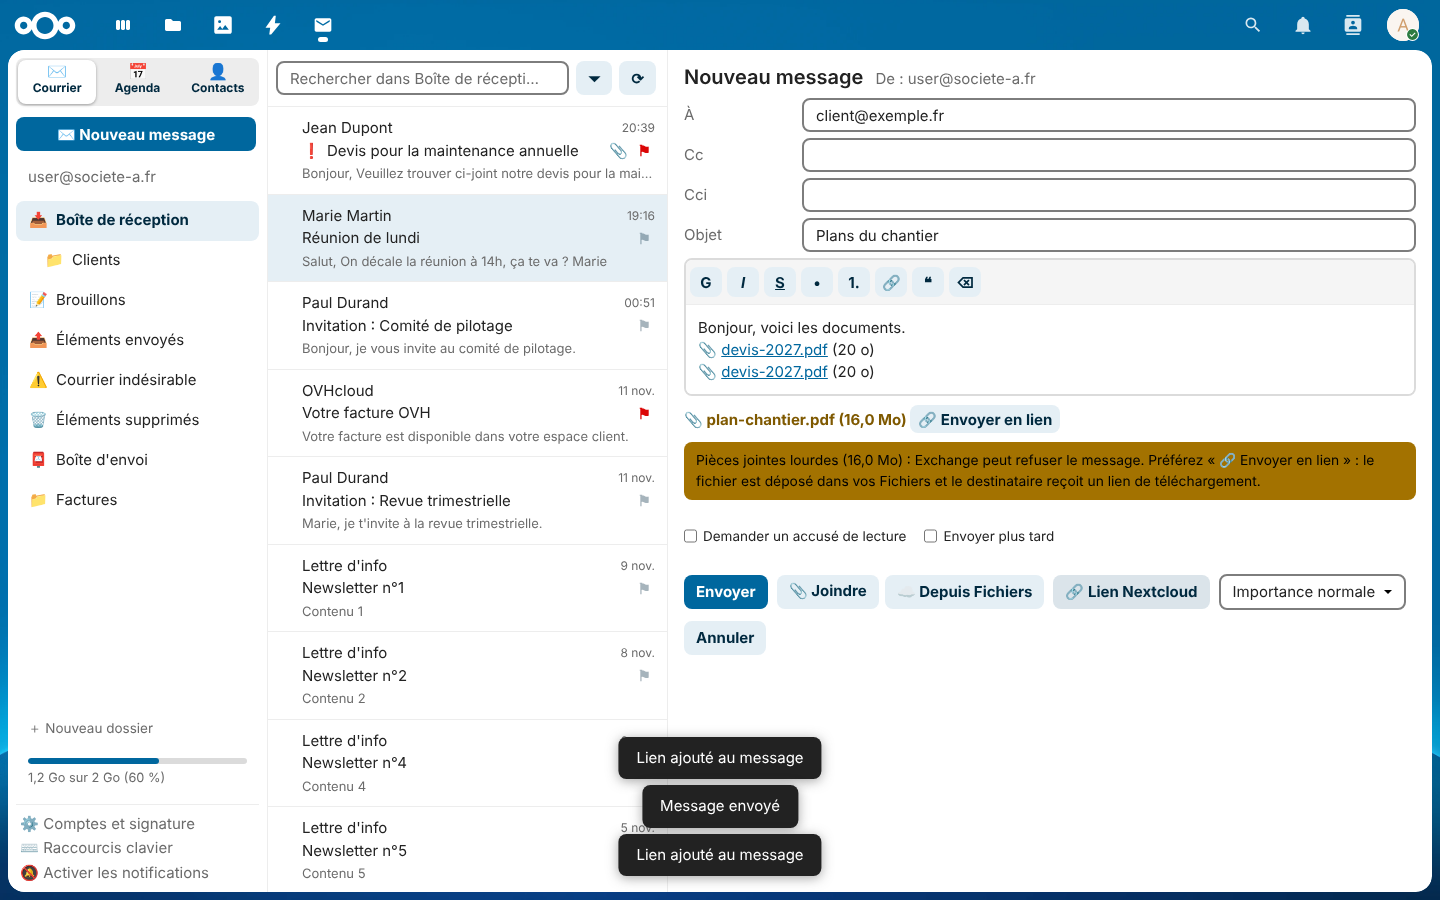 A
Courrier
Agenda
Contacts
Nouveau message
user@societe-a.fr
Boîte de réception
Clients
Brouillons
Éléments envoyés
Courrier indésirable
Éléments supprimés
Boîte d'envoi
Factures
+ Nouveau dossier
1,2 Go sur 2 Go (60 %)
Comptes et signature
Raccourcis clavier
Activer les notifications
Rechercher dans Boîte de récepti...
Jean Dupont 20:39
❗ Devis pour la maintenance annuelle
Bonjour, Veuillez trouver ci-joint notre devis pour la mai...
Marie Martin 19:16
Réunion de lundi
Salut, On décale la réunion à 14h, ça te va ? Marie
Paul Durand 00:51
Invitation : Comité de pilotage
Bonjour, je vous invite au comité de pilotage.
OVHcloud 11 nov.
Votre facture OVH
Votre facture est disponible dans votre espace client.
Paul Durand 11 nov.
Invitation : Revue trimestrielle
Marie, je t'invite à la revue trimestrielle.
Lettre d'info 9 nov.
Newsletter n°1
Contenu 1
Lettre d'info 8 nov.
Newsletter n°2
Contenu 2
Lettre d'info
Newsletter n°4
Contenu 4
Lettre d'info 5 nov.
Newsletter n°5
Contenu 5
Nouveau message De : user@societe-a.fr
À client@exemple.fr
Cc
Cci
Objet Plans du chantier
G I S • 1. 🔗 ❝ ⌫
Bonjour, voici les documents.
📎 devis-2027.pdf (20 o)
📎 devis-2027.pdf (20 o)
📎 plan-chantier.pdf (16,0 Mo) 🔗 Envoyer en lien
Pièces jointes lourdes (16,0 Mo) : Exchange peut refuser le message. Préférez « 🔗 Envoyer en lien » : le
fichier est déposé dans vos Fichiers et le destinataire reçoit un lien de téléchargement.
Demander un accusé de lecture Envoyer plus tard
Envoyer 📎 Joindre ☁️ Depuis Fichiers 🔗 Lien Nextcloud Importance normale
Annuler
Lien ajouté au message
Message envoyé
Lien ajouté au message